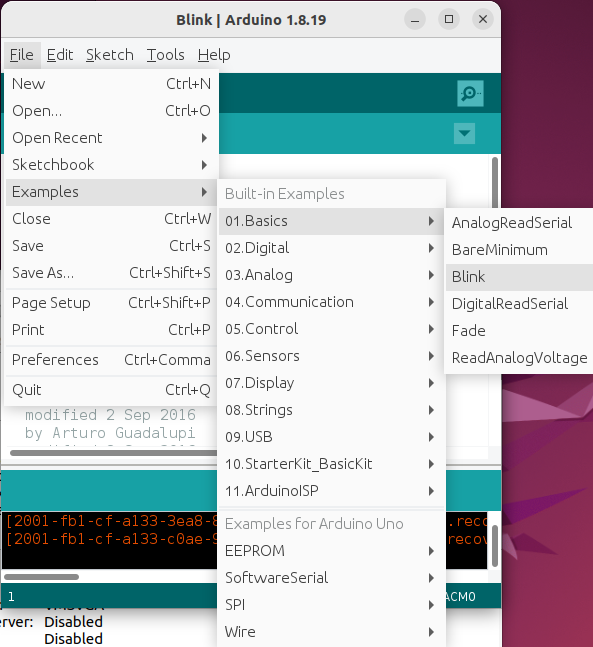 Blink | Arduino 1.8.19
File Edit Sketch Tools Help
New Ctrl+N
Open... Ctrl+O
Open Recent
Sketchbook
Examples
Close Ctrl+W
Save Ctrl+S
Save As... Ctrl+Shift+S
Page Setup Ctrl+Shift+P
Print Ctrl+P
Preferences Ctrl+Comma
Quit Ctrl+Q
Built-in Examples
01.Basics
02.Digital
03.Analog
04.Communication
05.Control
06.Sensors
07.Display
08.Strings
09.USB
10.StarterKit_BasicKit
11.ArduinoISP
Examples for Arduino Uno
EEPROM
SoftwareSerial
SPI
Wire
AnalogReadSerial
BareMinimum
Blink
DigitalReadSerial
Fade
ReadAnalogVoltage
modified 2 Sep 2016
by Arturo Guadalupi
[2001-fb1-cf-a133-3ea8-8 .reco
[2001-fb1-cf-a133-c0ae-9 recov
1 ACM0
erver: Disabled
Disabled